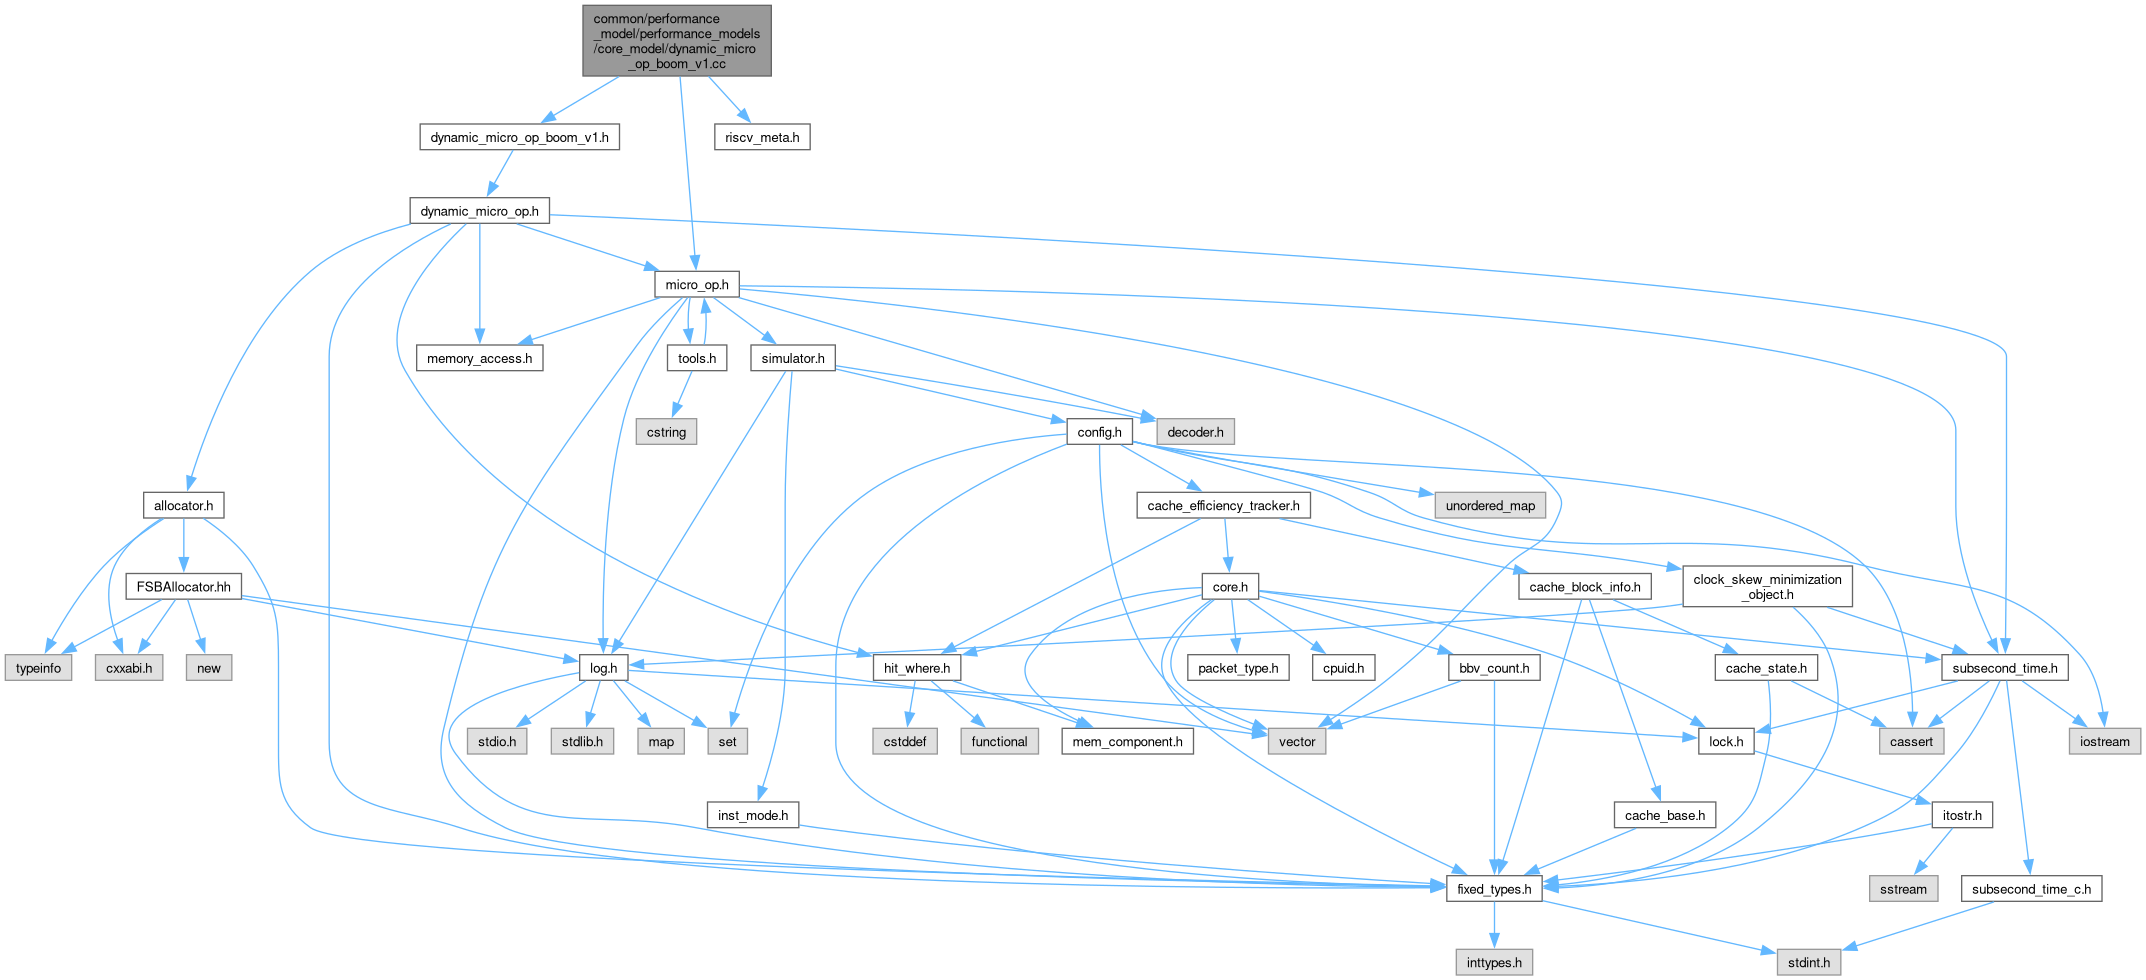 common/performance
_model/performance_models
/core_model/dynamic_micro
_op_boom_v1.cc
dynamic_micro_op_boom_v1.h
riscv_meta.h
dynamic_micro_op.h
micro_op.h
memory_access.h
tools.h
simulator.h
cstring
config.h
decoder.h
allocator.h
cache_efficiency_tracker.h
unordered_map
FSBAllocator.hh
core.h
cache_block_info.h
clock_skew_minimization
_object.h
typeinfo
cxxabi.h
new
log.h
hit_where.h
packet_type.h
cpuid.h
bbv_count.h
cache_state.h
subsecond_time.h
stdio.h
stdlib.h
map
set
cstddef
functional
mem_component.h
vector
lock.h
cassert
iostream
inst_mode.h
cache_base.h
itostr.h
fixed_types.h
sstream
subsecond_time_c.h
inttypes.h
stdint.h